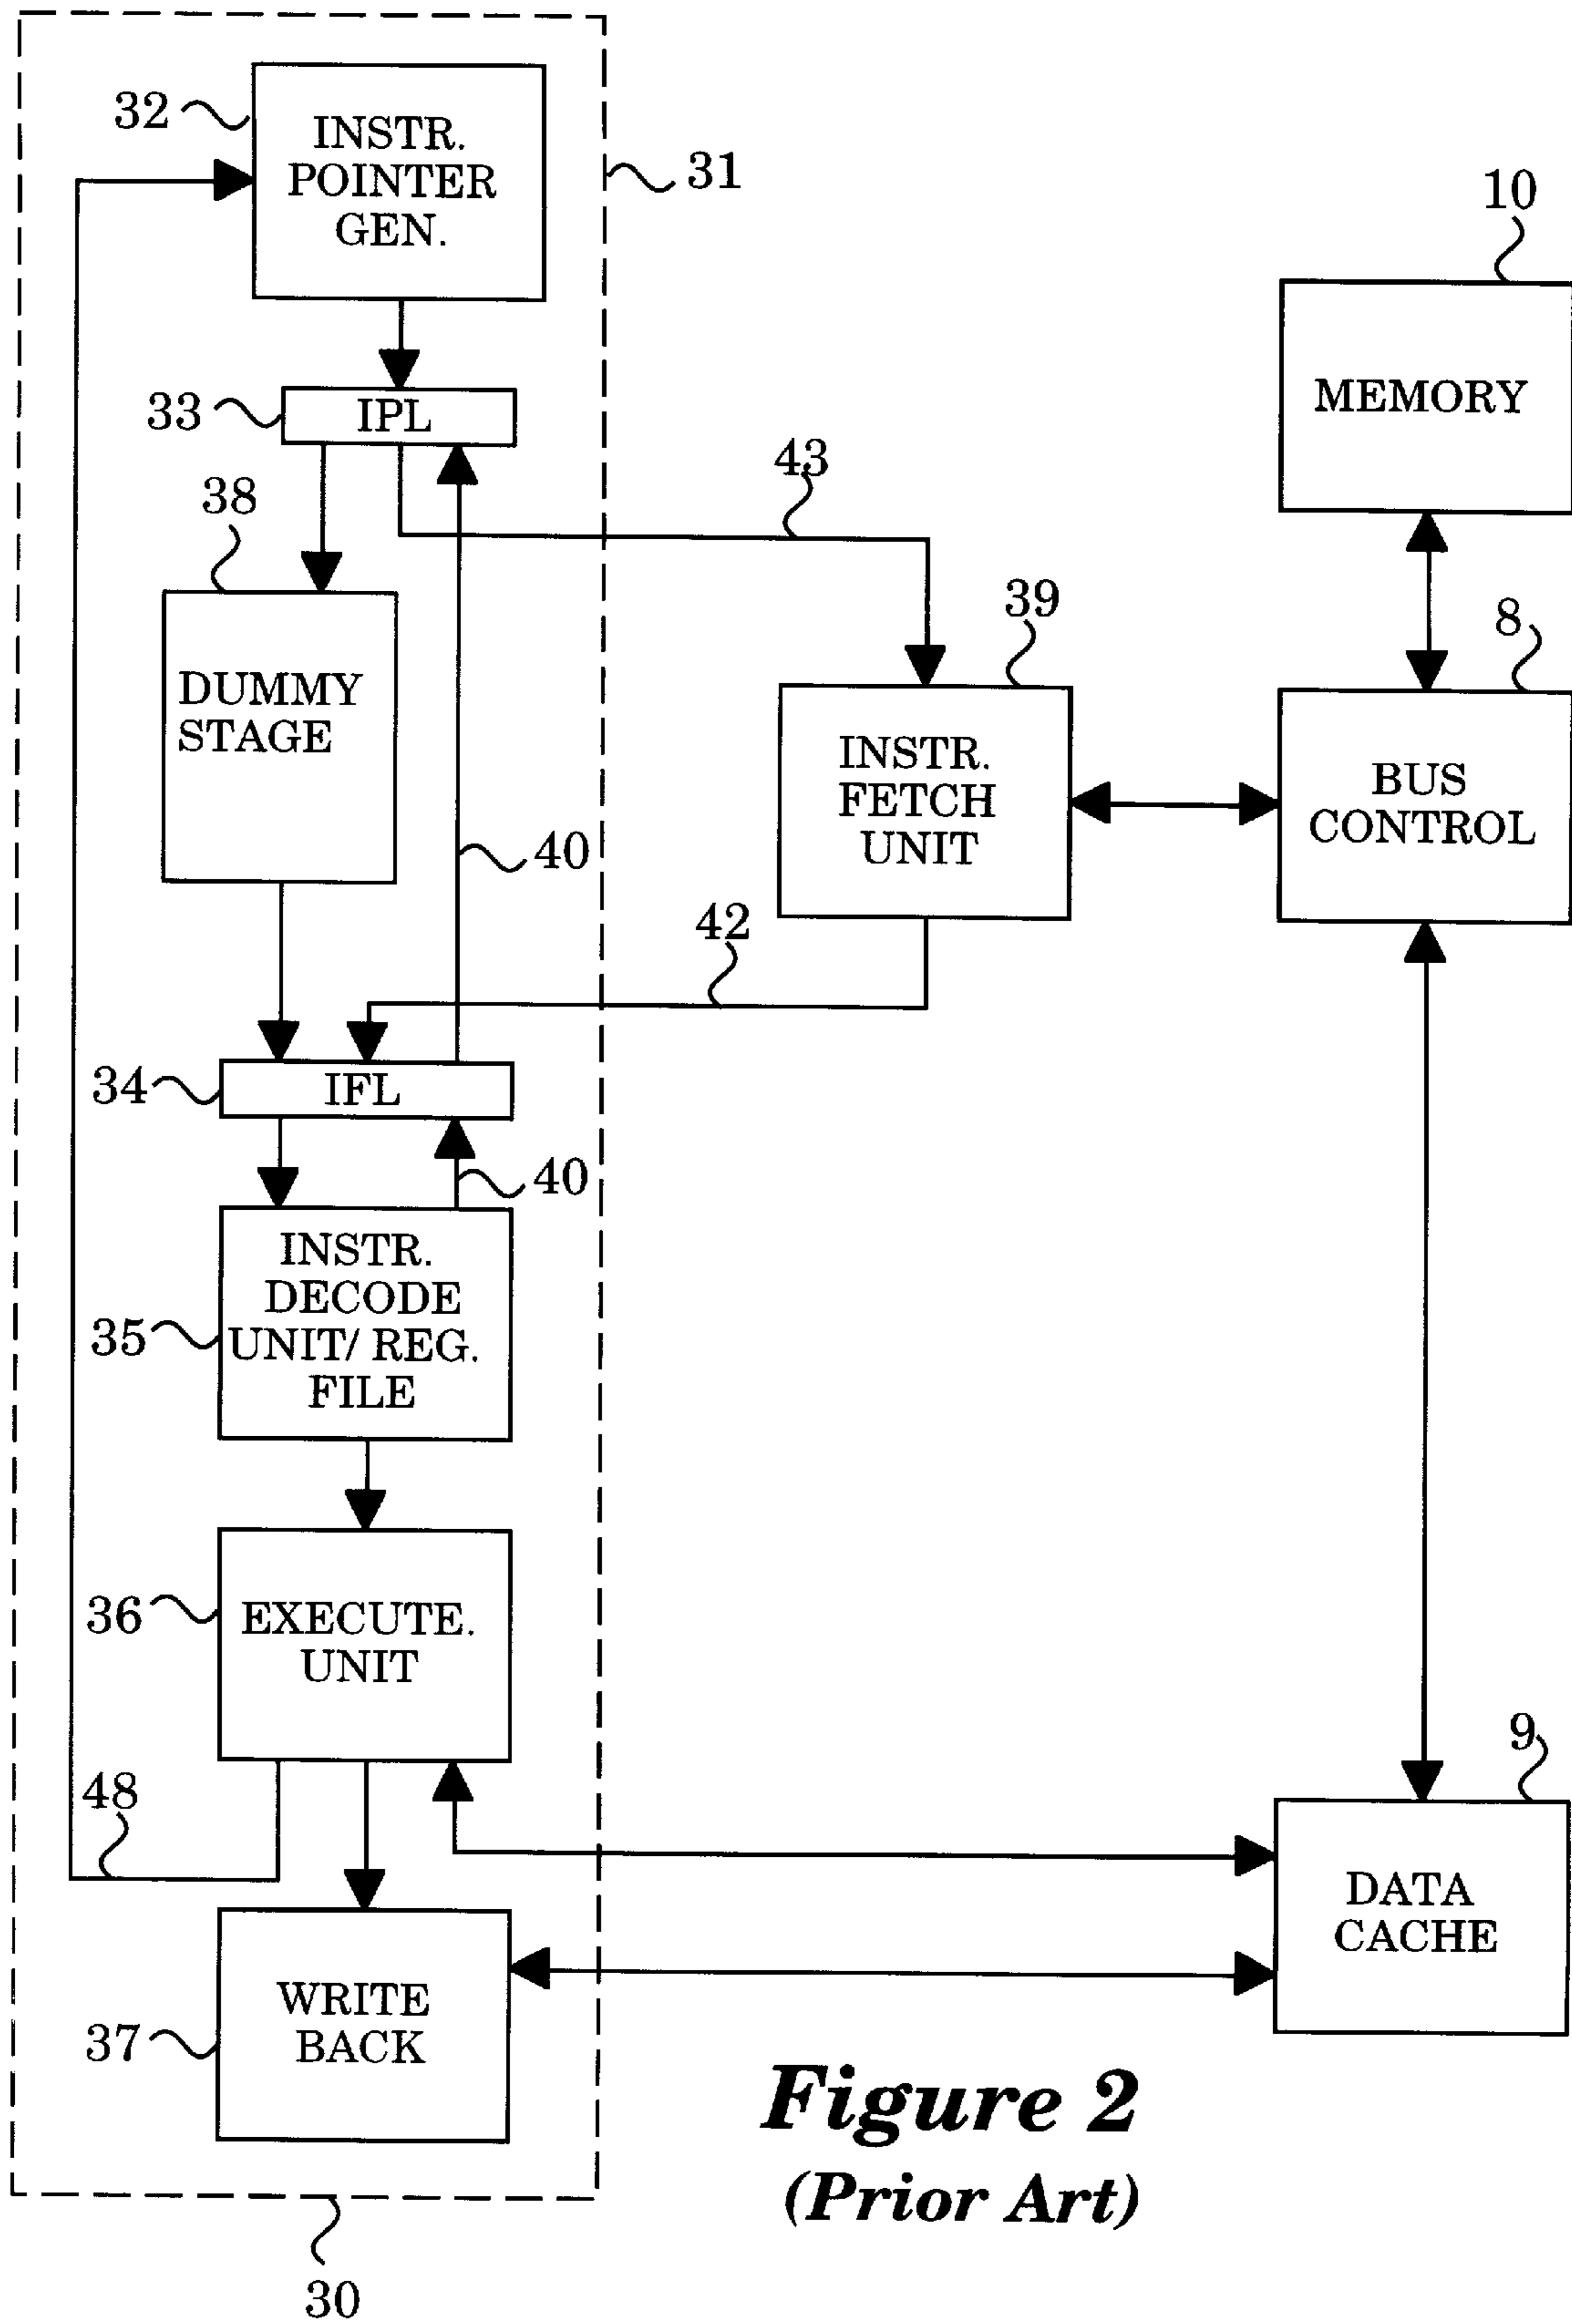 32
INSTR.
POINTER
GEN.
31
10
MEMORY
33
IPL
43
38
DUMMY
STAGE
39
INSTR.
FETCH
UNIT
8
BUS
CONTROL
40
42
34
IFL
40
35
INSTR.
DECODE
UNIT/ REG.
FILE
36
EXECUTE.
UNIT
48
9
DATA
CACHE
37
WRITE
BACK
Figure 2
(Prior Art)
30